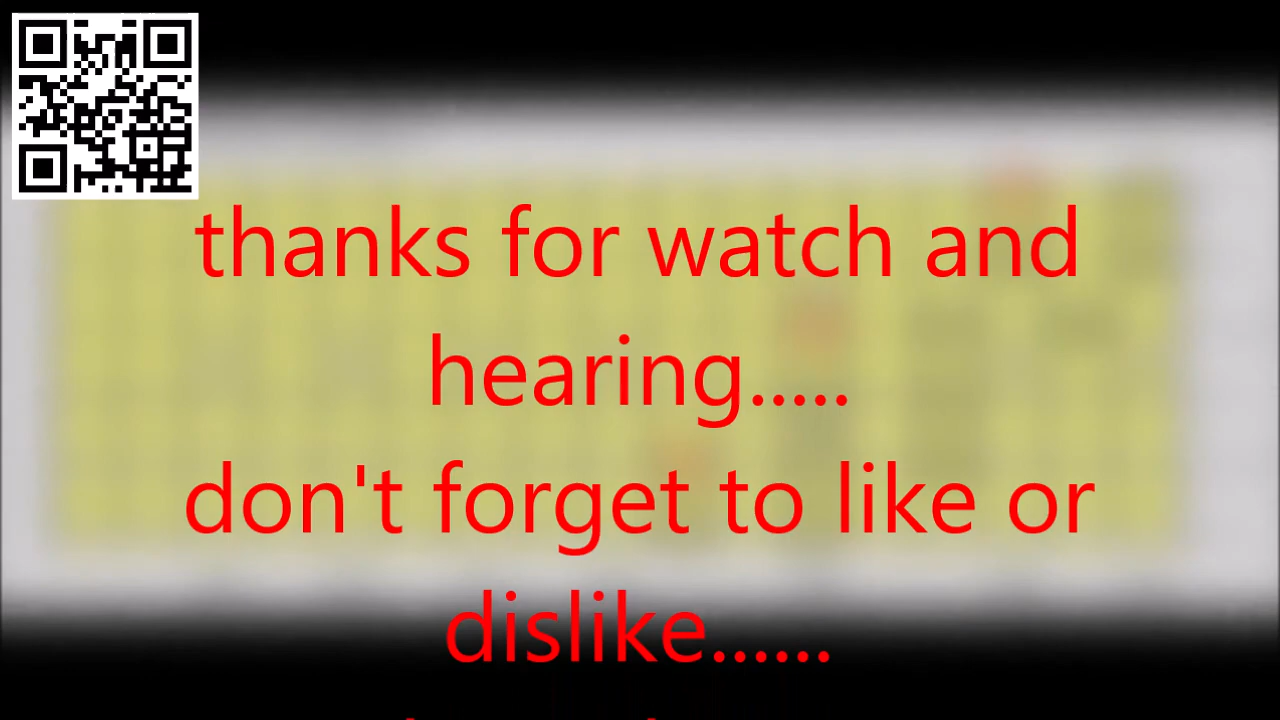 thanks for watch and
hearing.....
don't forget to like or
dislike......